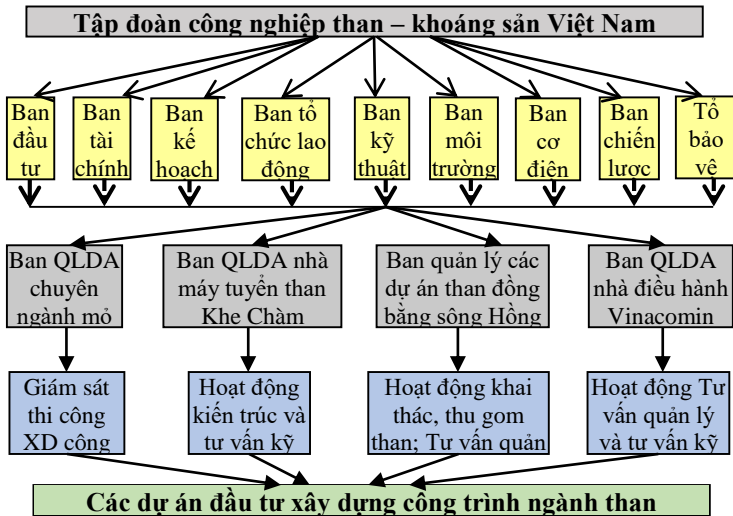 Tập đoàn công nghiệp than – khoáng sản Việt Nam
Ban
đầu
tư
Ban
tài
chính
Ban
kế
hoạch
Ban tổ
chức lao
động
Ban
kỹ
thuật
Ban
môi
trường
Ban
cơ
điện
Ban
chiến
lược
Tổ
bảo
vệ
Ban QLDA
chuyên
ngành mỏ
Ban QLDA nhà
máy tuyển than
Khe Chàm
Ban quản lý các
dự án than đồng
bằng sông Hồng
Ban QLDA
nhà điều hành
Vinacomin
Giám sát
thi công
XD công
Hoạt động
kiến trúc và
tư vấn kỹ
Hoạt động khai
thác, thu gom
than; Tư vấn quản
Hoạt động Tư
vấn quản lý
và tư vấn kỹ
Các dự án đầu tư xây dựng công trình ngành than